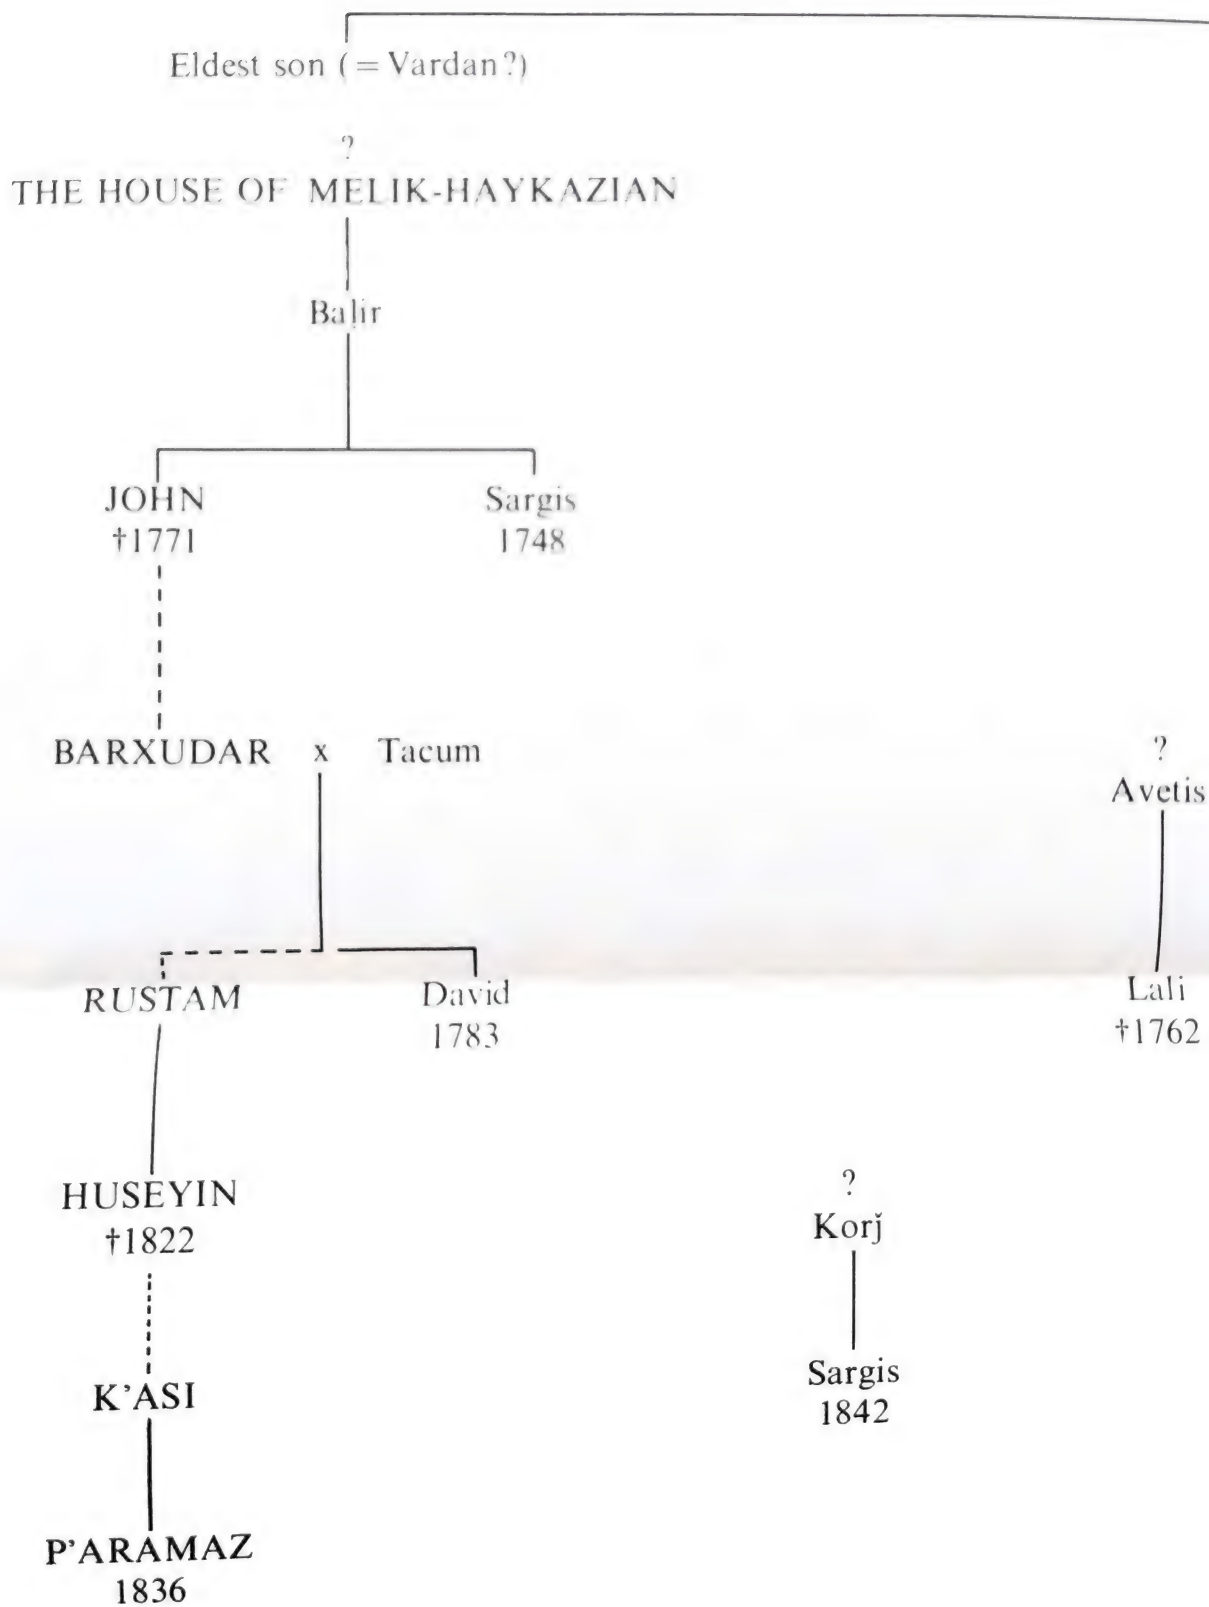 Eldest son (= Vardan?)
?
THE HOUSE OF MELIK-HAYKAZIAN
Bałir
JOHN
†1771
Sargis
1748
BARXUDAR x Tacum
?
Avetis
RUSTAM
David
1783
Lali
†1762
HUSEYIN
†1822
?
Korǰ
K’ASI
Sargis
1842
P’ARAMAZ
1836